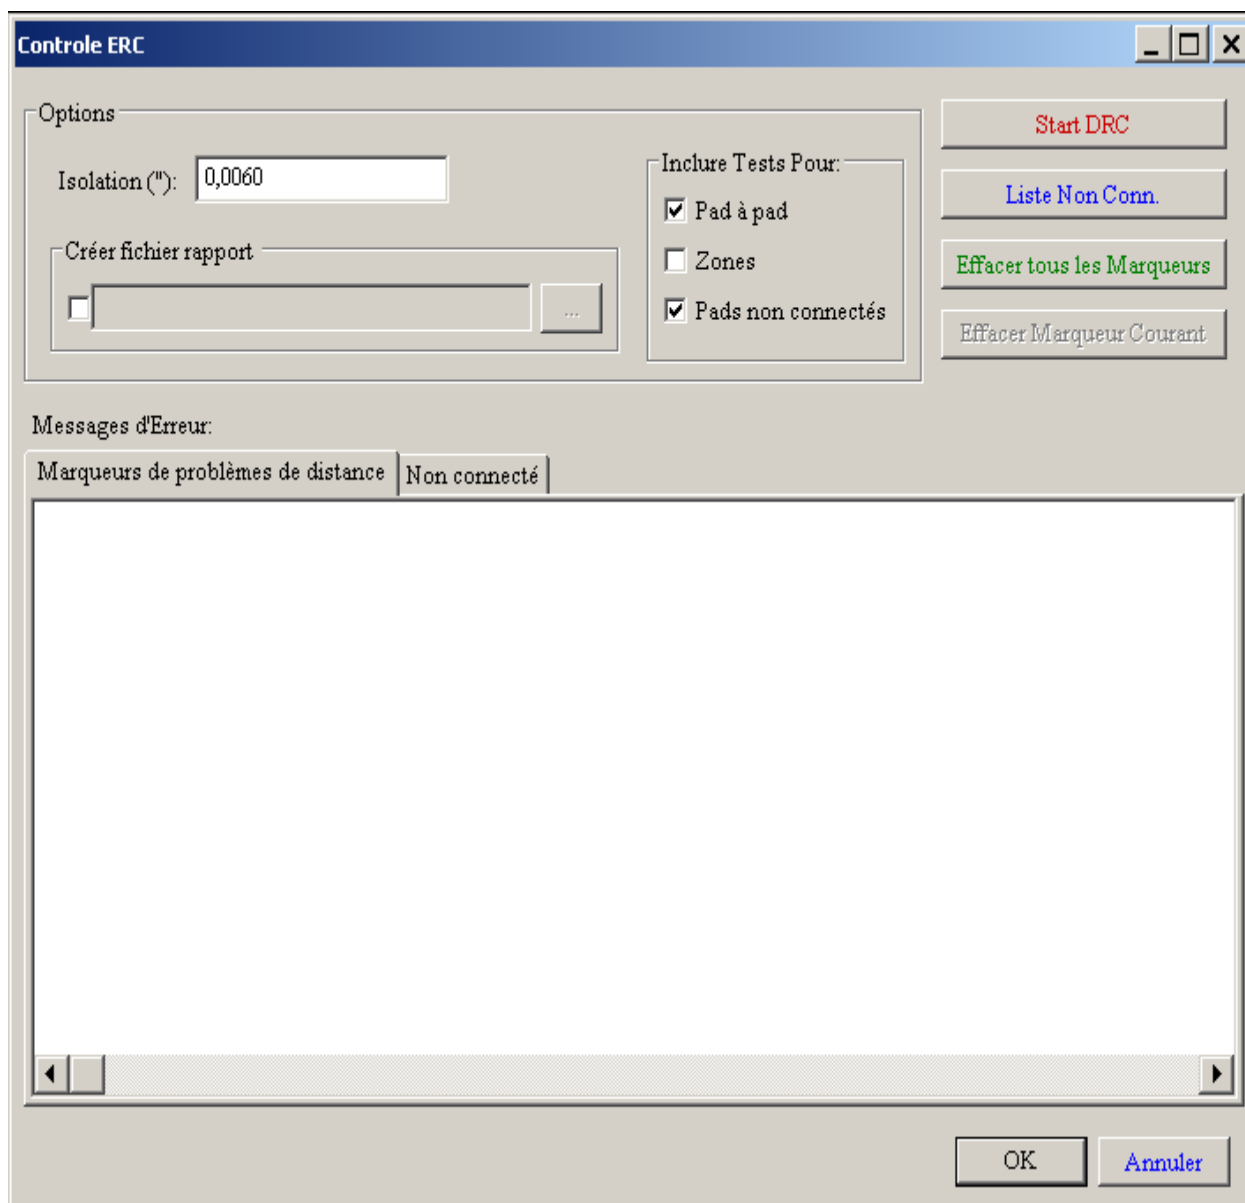 Controle ERC
Options
Isolation ("):
0,0060
Créer fichier rapport
...
Inclure Tests Pour:
Pad à pad
Zones
Pads non connectés
Start DRC
Liste Non Conn.
Effacer tous les Marqueurs
Effacer Marqueur Courant
Messages d'Erreur:
Marqueurs de problèmes de distance
Non connecté
OK
Annuler